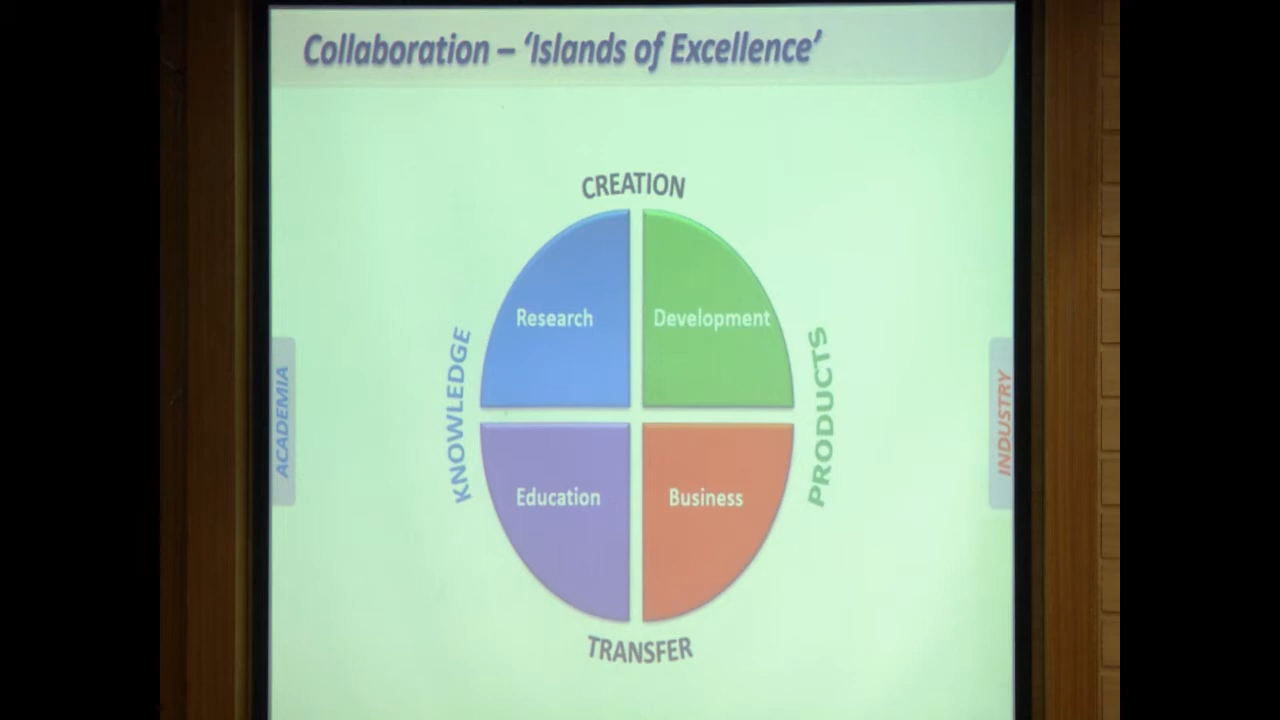 Collaboration – ‘Islands of Excellence’
CREATION
Research
Development
ACADEMIA
KNOWLEDGE
PRODUCTS
INDUSTRY
Education
Business
TRANSFER